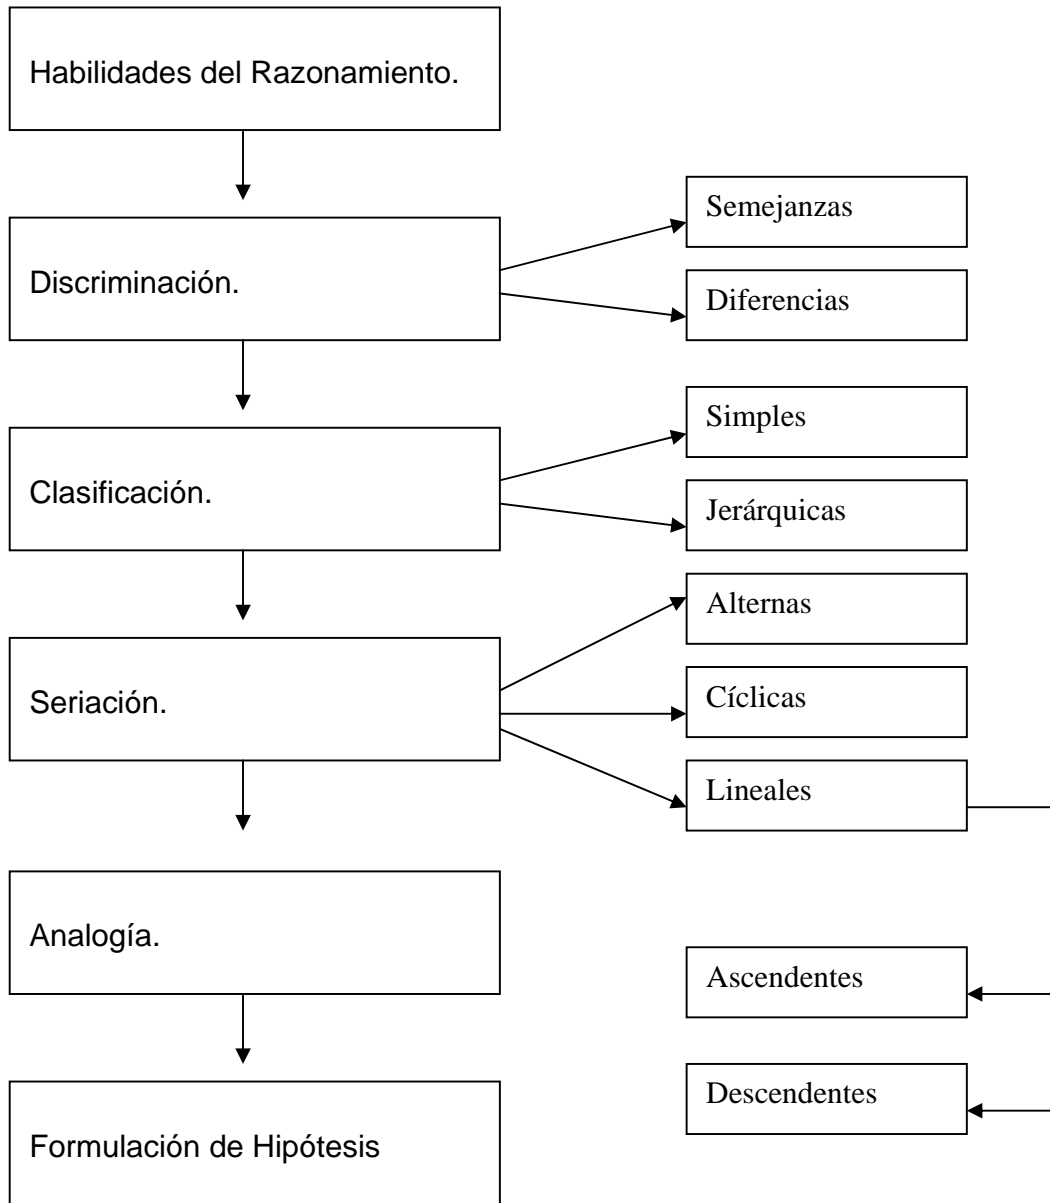 Habilidades del Razonamiento.
Discriminación.
Semejanzas
Diferencias
Clasificación.
Simples
Jerárquicas
Seriación.
Alternas
Cíclicas
Lineales
Analogía.
Ascendentes
Descendentes
Formulación de Hipótesis